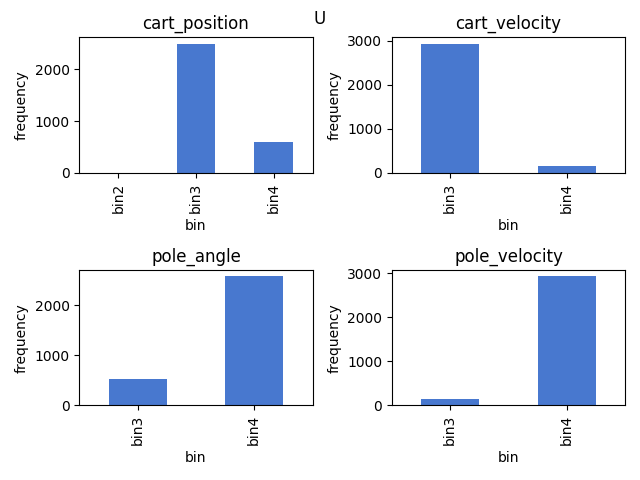 U
cart_position
frequency
2000
1000
0
bin2
bin3
bin4
bin
cart_velocity
frequency
3000
2000
1000
0
bin3
bin4
bin
pole_angle
frequency
2000
1000
0
bin3
bin4
bin
pole_velocity
frequency
3000
2000
1000
0
bin3
bin4
bin